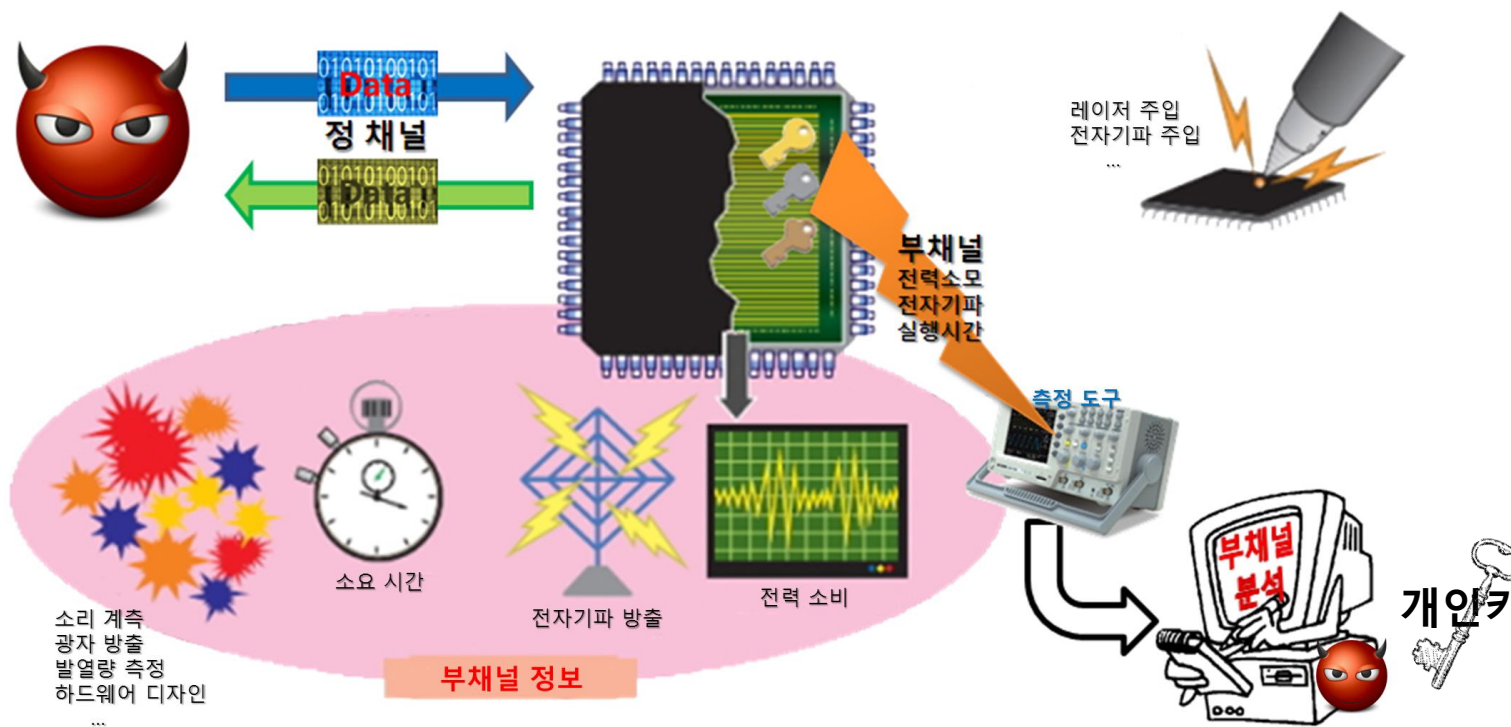 010101001010
Data
010101001010
정 채널
010101001010
Data
010101001010
레이저 주입
전자기파 주입
...
부채널
전력소모
전자기파
실행시간
측정 도구
부채널
분석
소요 시간
전자기파 방출
전력 소비
소리 계측
광자 방출
발열량 측정
하드웨어 디자인
...
부채널 정보